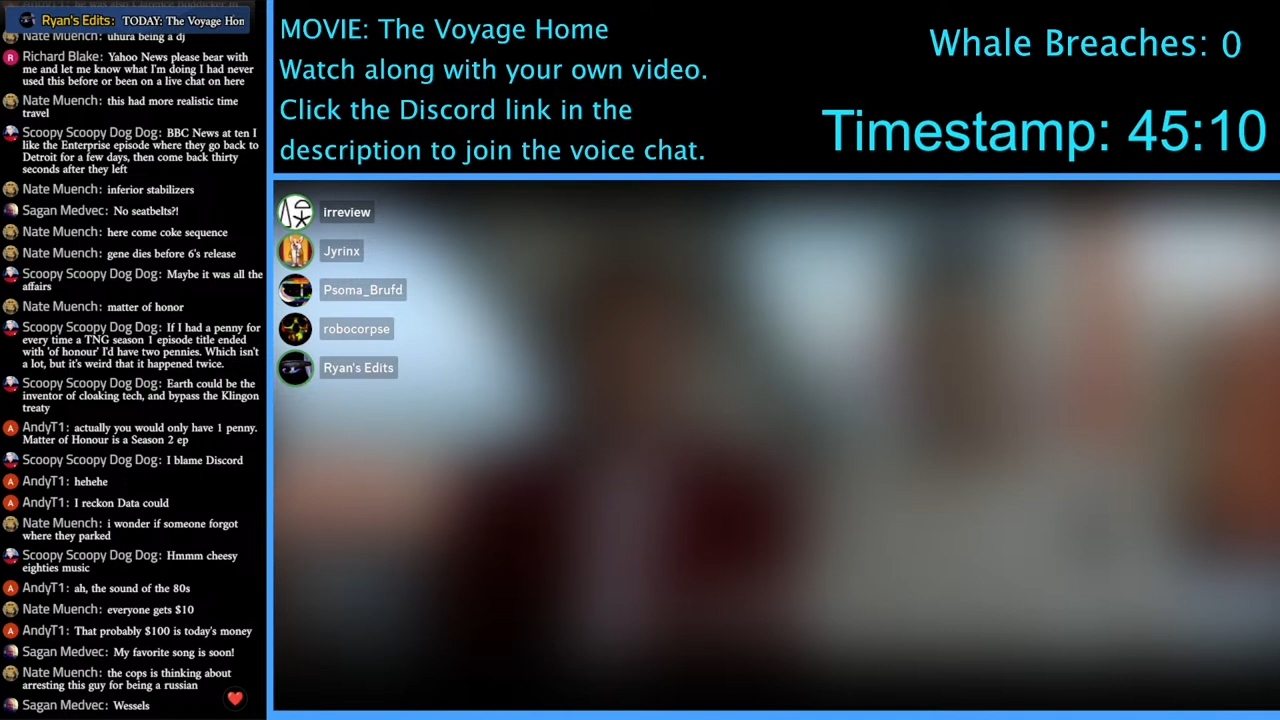 Ryan's Edits: TODAY: The Voyage Hon
Nate Muench: uhura being a dj
Richard Blake: Yahoo News please bear with
me and let me know what I'm doing I had never
used this before or been on a live chat on here
Nate Muench: this had more realistic time
travel
Scoopy Scoopy Dog Dog: BBC News at ten I
like the Enterprise episode where they go back to
Detroit for a few days, then come back thirty
seconds after they left
Nate Muench: inferior stabilizers
Sagan Medvec: No seatbelts?!
Nate Muench: here come coke sequence
Nate Muench: gene dies before 6's release
Scoopy Scoopy Dog Dog: Maybe it was all the
affairs
Nate Muench: matter of honor
Scoopy Scoopy Dog Dog: If I had a penny for
every time a TNG season 1 episode title ended
with 'of honour' I'd have two pennies. Which isn't
a lot, but it's weird that it happened twice.
Scoopy Scoopy Dog Dog: Earth could be the
inventor of cloaking tech, and bypass the Klingon
treaty
AndyT1: actually you would only have 1 penny.
Matter of Honour is a Season 2 ep
Scoopy Scoopy Dog Dog: I blame Discord
AndyT1: hehehe
AndyT1: I reckon Data could
Nate Muench: i wonder if someone forgot
where they parked
Scoopy Scoopy Dog Dog: Hmmm cheesy
eighties music
AndyT1: ah, the sound of the 80s
Nate Muench: everyone gets $10
AndyT1: That probably $100 is today's money
Sagan Medvec: My favorite song is soon!
Nate Muench: the cops is thinking about
arresting this guy for being a russian
Sagan Medvec: Wessels
MOVIE: The Voyage Home
Watch along with your own video.
Click the Discord link in the
description to join the voice chat.
Whale Breaches: 0
Timestamp: 45:10
irreview
Jyrinx
Psoma_Brufd
robocorpse
Ryan's Edits